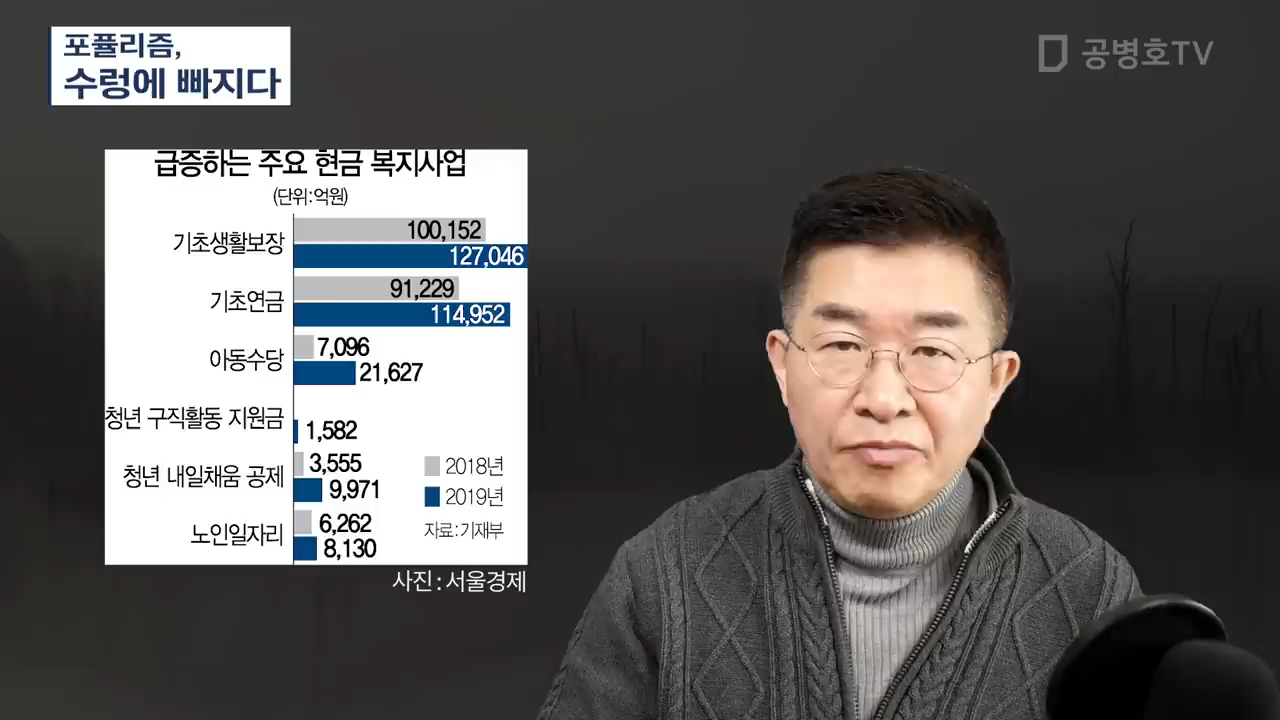 포퓰리즘,
수렁에 빠지다
공병호TV
급증하는 주요 현금 복지사업
(단위:억원)
기초생활보장
100,152
127,046
기초연금
91,229
114,952
아동수당
7,096
21,627
청년 구직활동 지원금
1,582
청년 내일채움 공제
3,555
9,971
노인일자리
6,262
8,130
2018년
2019년
자료:기재부
사진:서울경제